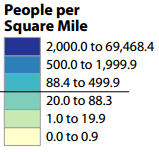 People per
Square Mile
2,000.0 to 69,468.4
500.0 to 1,999.9
88.4 to 499.9
20.0 to 88.3
1.0 to 19.9
0.0 to 0.9